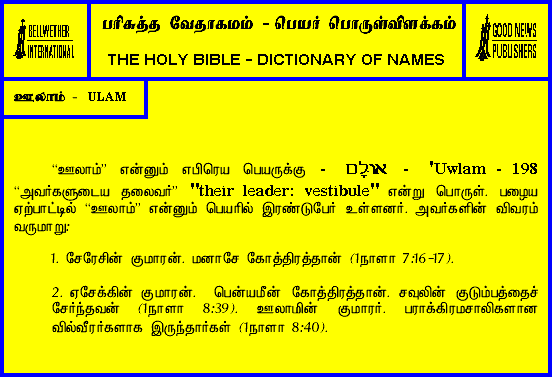 BELLWETHER
INTERNATIONAL
பரிசுத்த வேதாகமம் - பெயர் பொருள்விளக்கம்
THE HOLY BIBLE - DICTIONARY OF NAMES
GOOD NEWS
PUBLISHERS
ஊலாம் - ULAM
“ஊலாம்” என்னும் எபிரெய பெயருக்கு - אוּלָם - 'Uwlam - 198
“அவர்களுடைய தலைவர்” "their leader: vestibule" என்று பொருள். பழைய
ஏற்பாட்டில் “ஊலாம்” என்னும் பெயரில் இரண்டுபேர் உள்ளனர். அவர்களின் விவரம்
வருமாறு:
1. சேரேசின் குமாரன். மனாசே கோத்திரத்தான் (1நாளா 7:16-17).
2. ஏசேக்கின் குமாரன். பென்யமீன் கோத்திரத்தான். சவுலின் குடும்பத்தைச்
சேர்ந்தவன் (1நாளா 8:39). ஊலாமின் குமாரர். பராக்கிரமசாலிகளான
வில்வீரர்களாக இருந்தார்கள் (1நாளா 8:40).